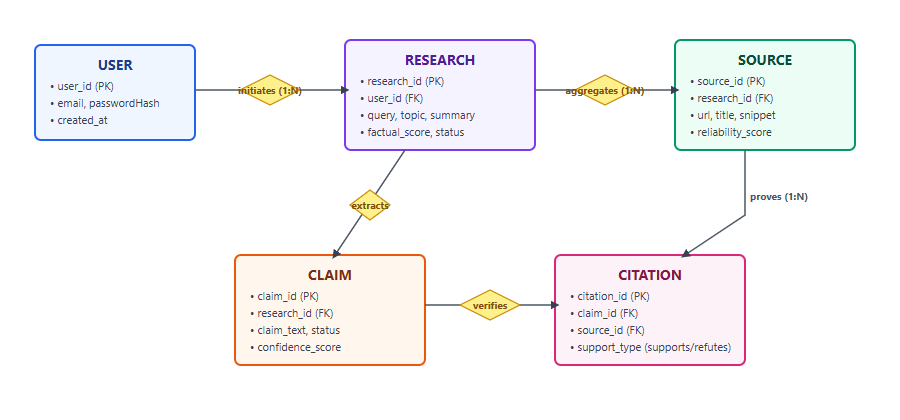 USER
• user_id (PK)
• email, passwordHash
• created_at
initiates (1:N)
RESEARCH
• research_id (PK)
• user_id (FK)
• query, topic, summary
• factual_score, status
aggregates (1:N)
SOURCE
• source_id (PK)
• research_id (FK)
• url, title, snippet
• reliability_score
extracts
proves (1:N)
CLAIM
• claim_id (PK)
• research_id (FK)
• claim_text, status
• confidence_score
verifies
CITATION
• citation_id (PK)
• claim_id (FK)
• source_id (FK)
• support_type (supports/refutes)